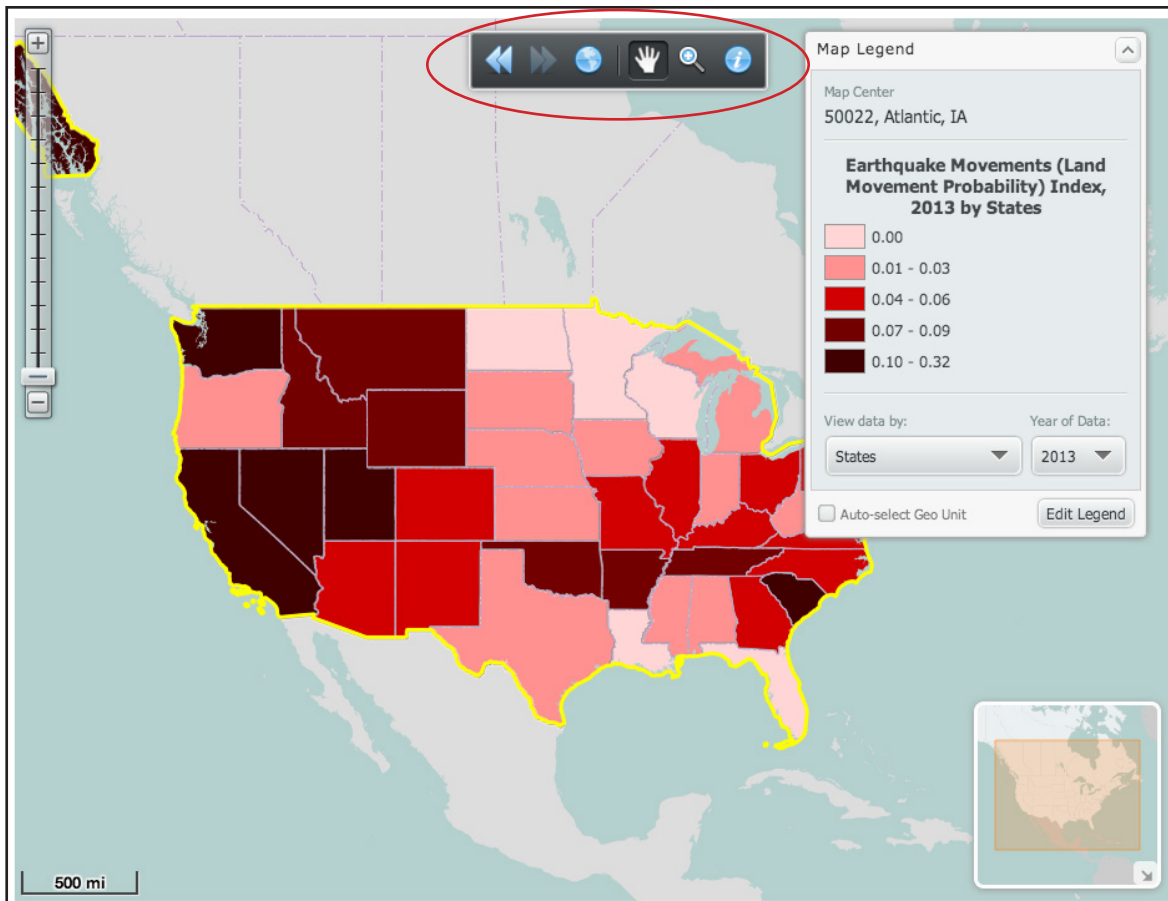 Map Legend
Map Center
50022, Atlantic, IA
Earthquake Movements (Land
Movement Probability) Index,
2013 by States
0.00
0.01 - 0.03
0.04 - 0.06
0.07 - 0.09
0.10 - 0.32
View data by:
Year of Data:
States
2013
Auto-select Geo Unit
Edit Legend
500 mi